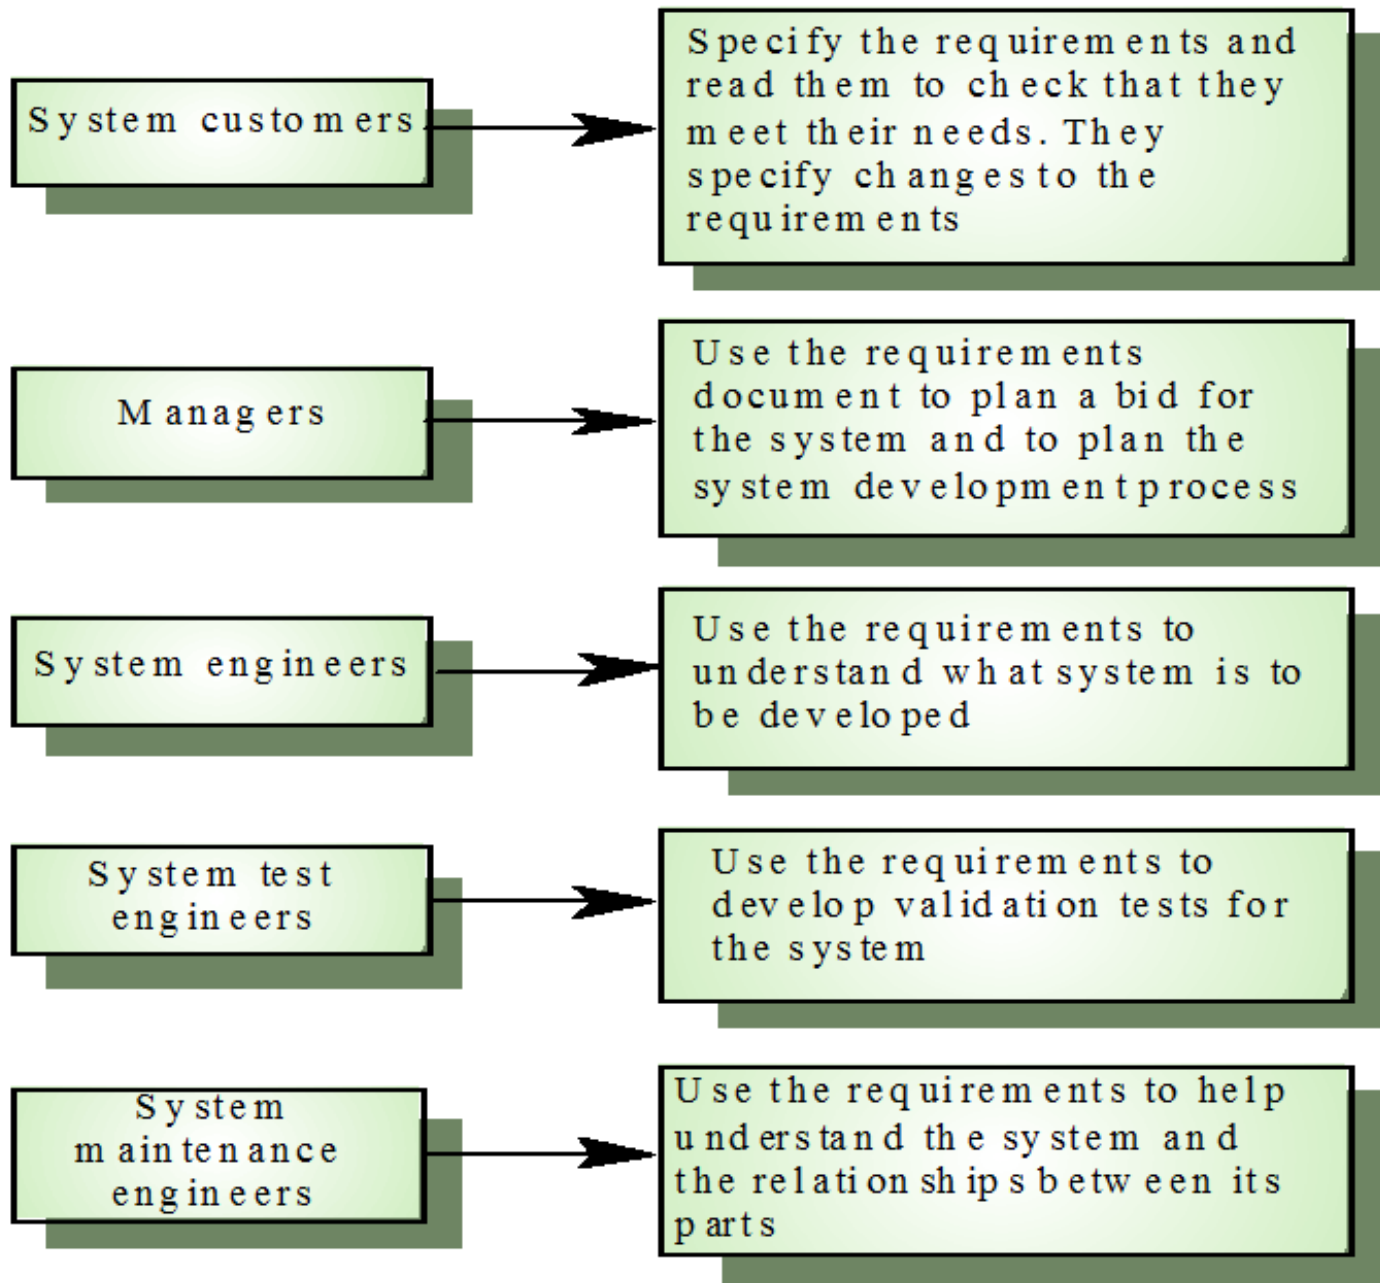 System customers
Specify the requirements and
read them to check that they
meet their needs. They
specify changes to the
requirements
Managers
Use the requirements
document to plan a bid for
the system and to plan the
system development process
System engineers
Use the requirements to
understand what system is to
be developed
System test
engineers
Use the requirements to
develop validation tests for
the system
System
maintenance
engineers
Use the requirements to help
understand the system and
the relationships between its
parts